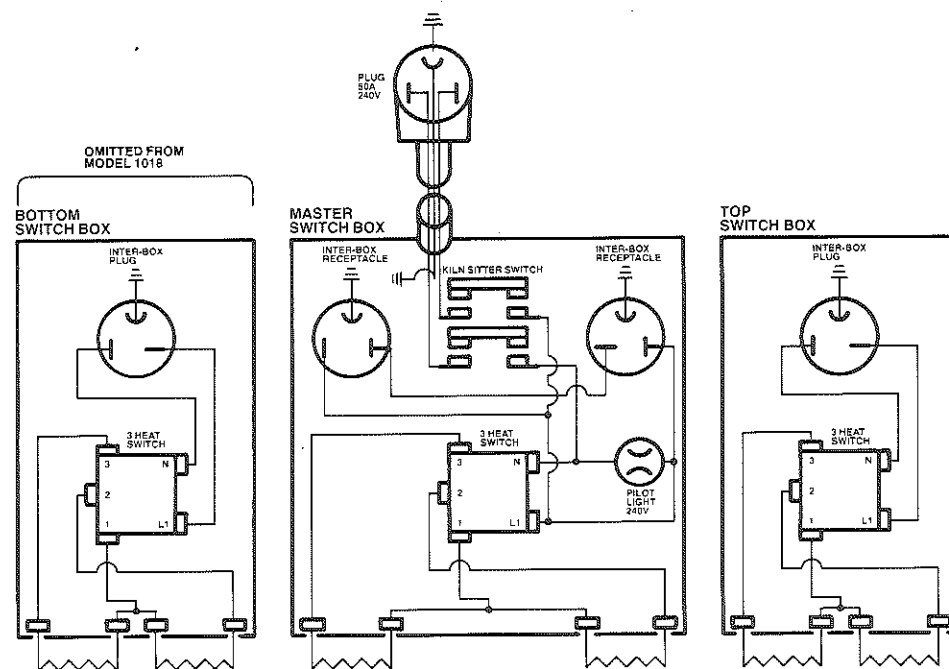 PLUG
50A
240V
OMITTED FROM
MODEL 1018
BOTTOM
SWITCH BOX
INTER-BOX
PLUG
3 HEAT
SWITCH
3
N
2
1
L1
MASTER
SWITCH BOX
INTER-BOX
RECEPTACLE
KILN SITTER SWITCH
INTER-BOX
RECEPTACLE
3 HEAT
SWITCH
3
N
2
1
L1
PILOT
LIGHT
240V
TOP
SWITCH BOX
INTER-BOX
PLUG
3 HEAT
SWITCH
3
N
2
1
L1